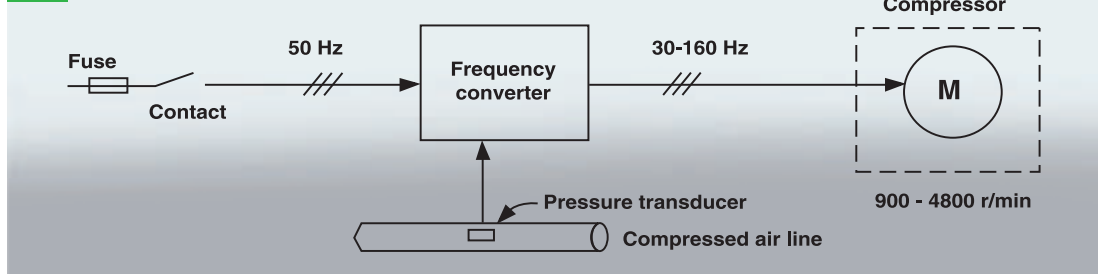 Compressor
50 Hz
30-160 Hz
Fuse
Frequency
converter
M
Contact
Pressure transducer
900 - 4800 r/min
Compressed air line